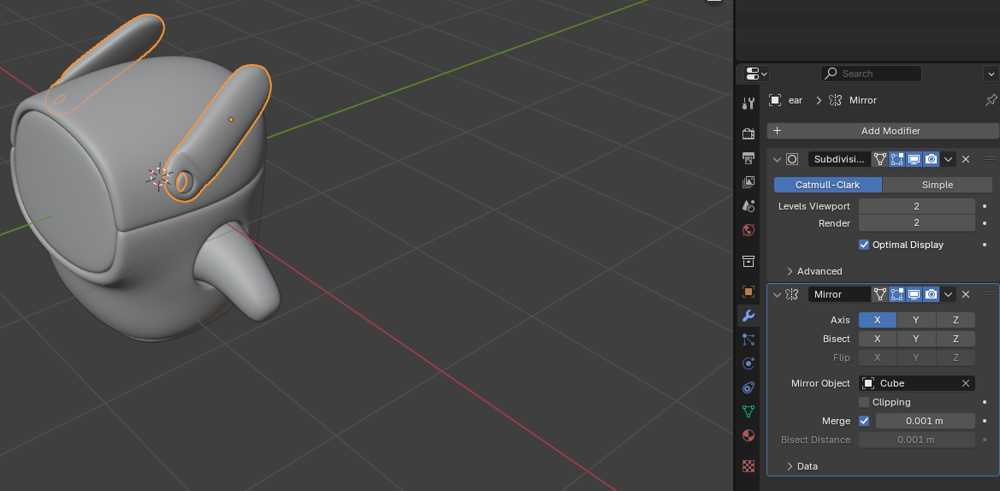 Search
ear > Mirror
+ Add Modifier
Subdivisi...
Catmull-Clark Simple
Levels Viewport 2
Render 2
Optimal Display
> Advanced
Mirror
Axis X Y Z
Bisect X Y Z
Flip X Y Z
Mirror Object Cube
Clipping
Merge 0.001 m
Bisect Distance 0.001 m
> Data